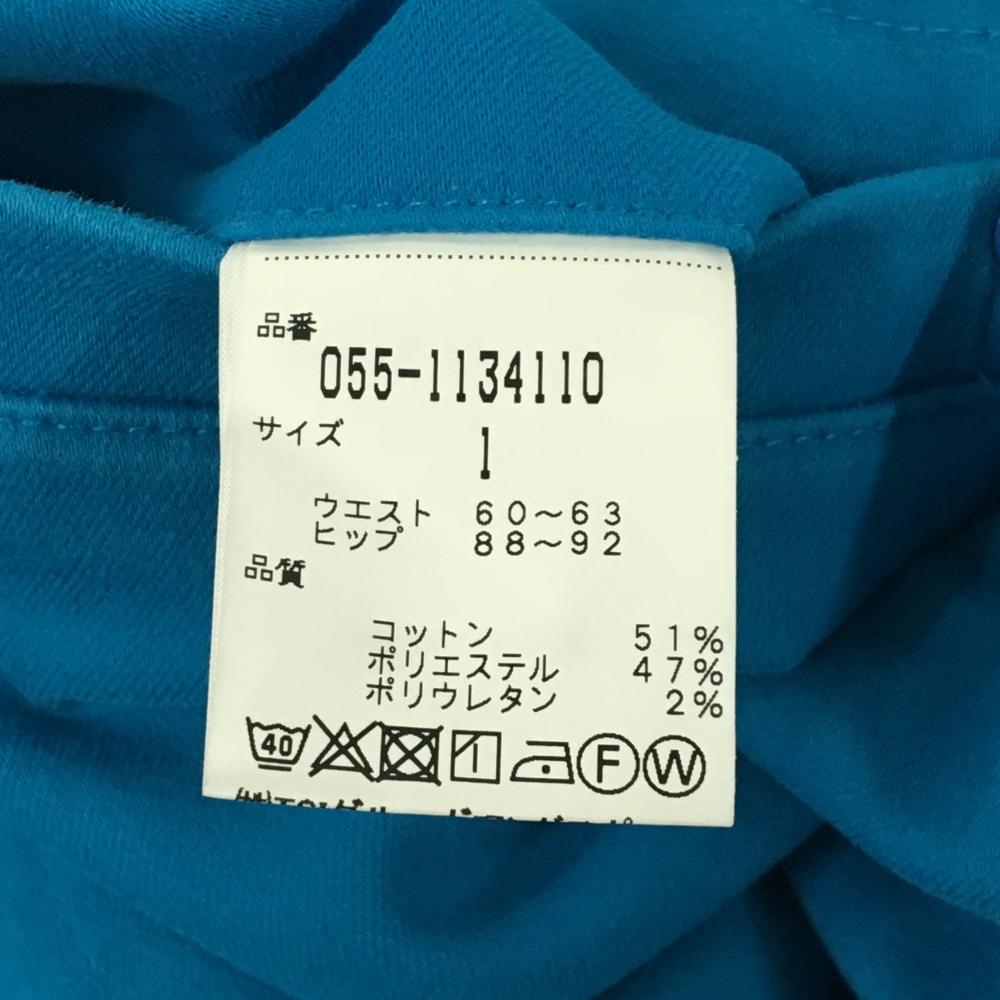 品番
055-1134110
サイズ 1
ウエスト 60〜63
ヒップ 88〜92
品質
コットン 51%
ポリエステル 47%
ポリウレタン 2%
40 1 F W